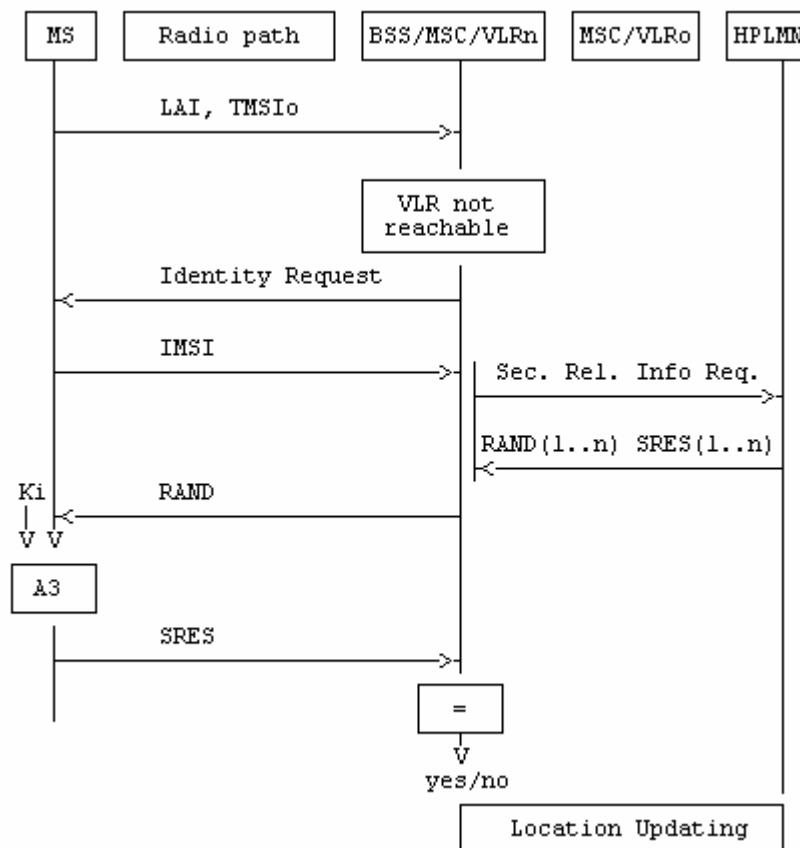 MS
Radio path
BSS/MSC/VLRn
MSC/VLRo
HPLMN
LAI, TMSIo
VLR not
reachable
Identity Request
IMSI
Sec. Rel. Info Req.
RAND(1..n) SRES(1..n)
Ki
RAND
A3
SRES
=
yes/no
Location Updating